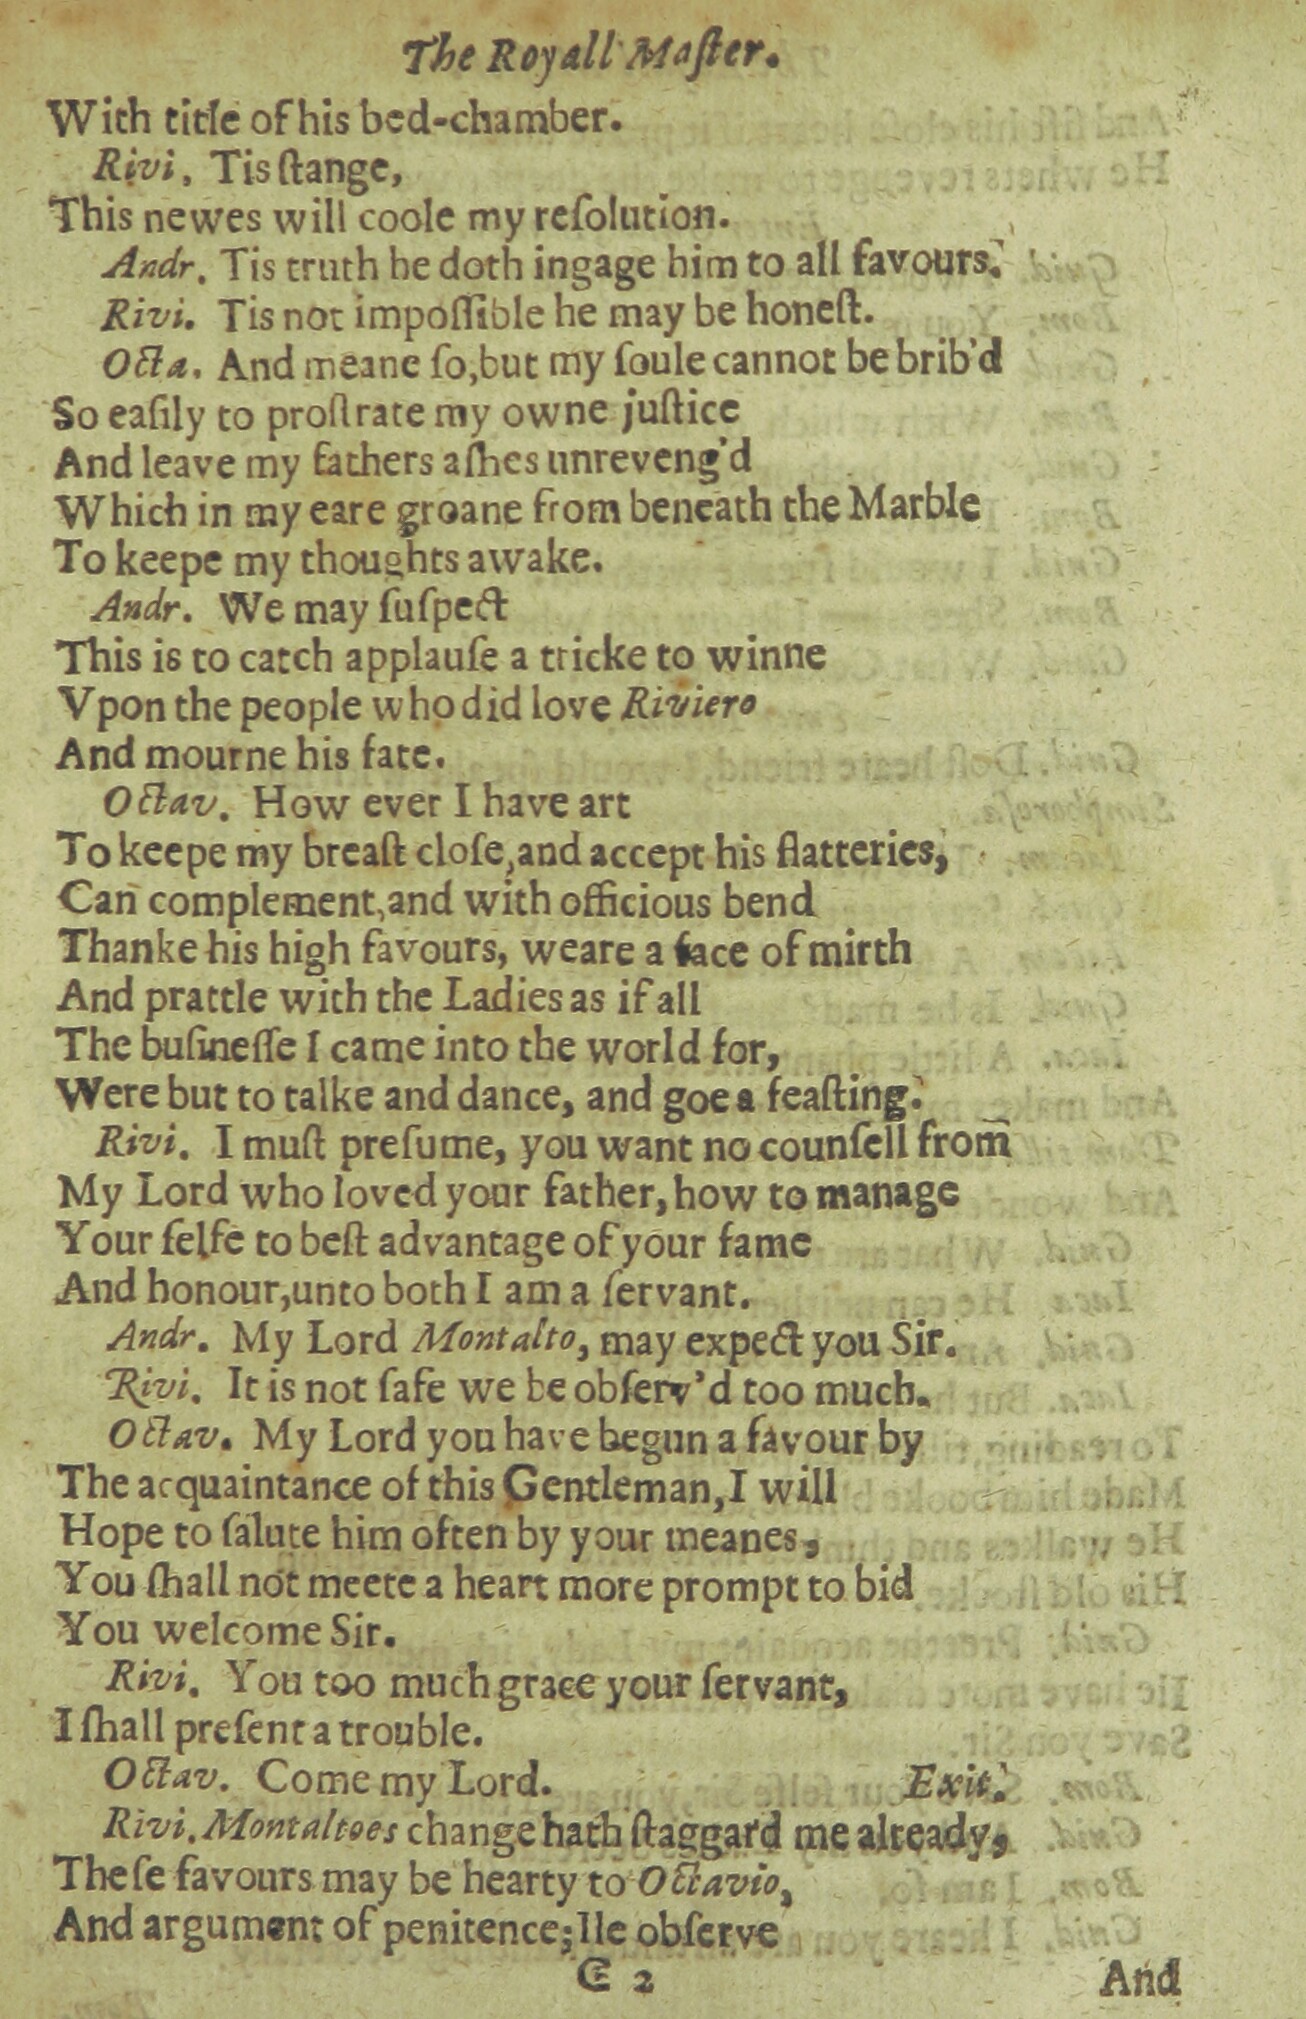 The Royall Maſter.
With title of his bed-chamber.
Rivi. Tis ſtange,
This newes will coole my reſolution.
Andr. Tis truth he doth ingage him to all favours.
Rivi. Tis not impoſſible he may be honeſt.
Octa. And meane ſo, but my ſoule cannot be brib'd
So eaſily to proſtrate my owne juſtice
And leave my fathers aſhes unreveng'd
Which in my eare groane from beneath the Marble
To keepe my thoughts awake.
Andr. We may ſuſpect
This is to catch applauſe a tricke to winne
Vpon the people who did love Riviero
And mourne his fate.
Octav. How ever I have art
To keepe my breaſt cloſe, and accept his flatteries,
Can complement, and with officious bend
Thanke his high favours, weare a face of mirth
And prattle with the Ladies as if all
The buſineſſe I came into the world for,
Were but to talke and dance, and goe a feaſting.
Rivi. I muſt preſume, you want no counſell from
My Lord who loved your father, how to manage
Your ſelfe to beſt advantage of your fame
And honour, unto both I am a ſervant.
Andr. My Lord Montalto, may expect you Sir.
Rivi. It is not ſafe we be obſerv'd too much.
Octav. My Lord you have begun a favour by
The acquaintance of this Gentleman, I will
Hope to ſalute him often by your meanes,
You ſhall not meete a heart more prompt to bid
You welcome Sir.
Rivi. You too much grace your ſervant,
I ſhall preſent a trouble.
Octav. Come my Lord. Exit.
Rivi. Montaltoes change hath ſtaggard me already,
Theſe favours may be hearty to Octavio,
And argument of penitence; Ile obſerve
E 2 And